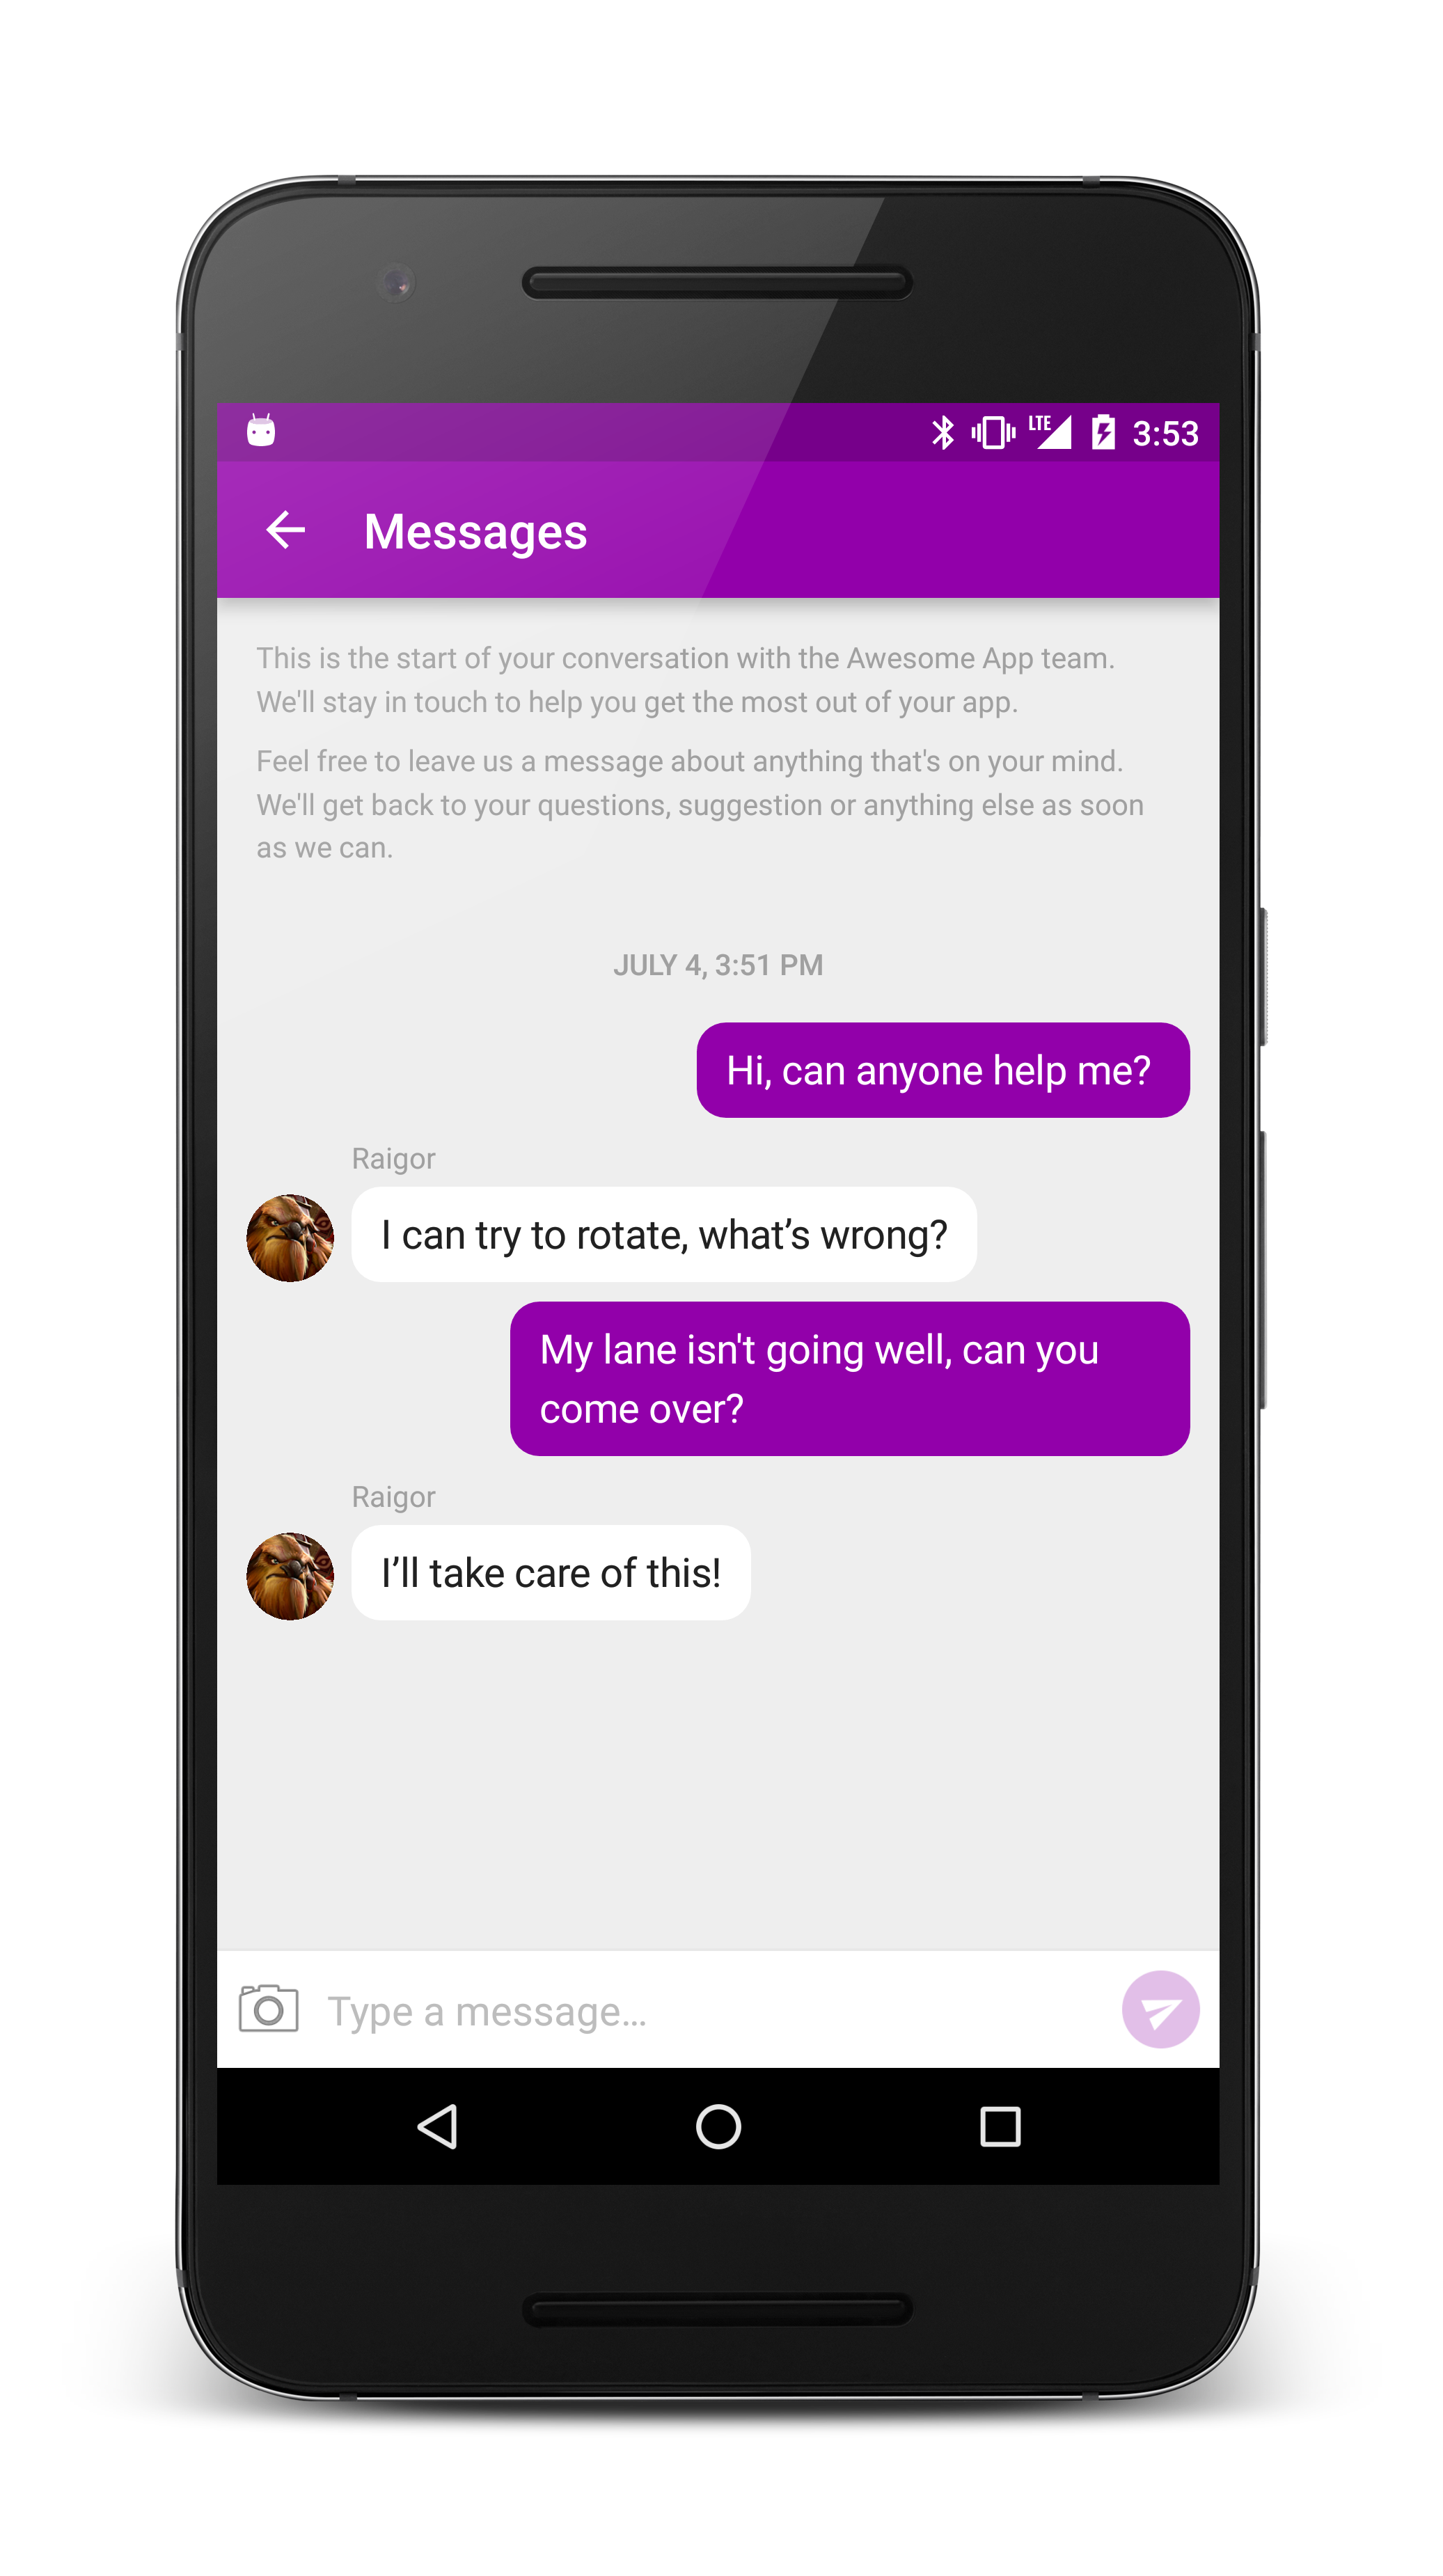 LTE 3:53
Messages
This is the start of your conversation with the Awesome App team.
We'll stay in touch to help you get the most out of your app.
Feel free to leave us a message about anything that's on your mind.
We'll get back to your questions, suggestion or anything else as soon
as we can.
JULY 4, 3:51 PM
Hi, can anyone help me?
Raigor
I can try to rotate, what’s wrong?
My lane isn't going well, can you
come over?
Raigor
I’ll take care of this!
Type a message…